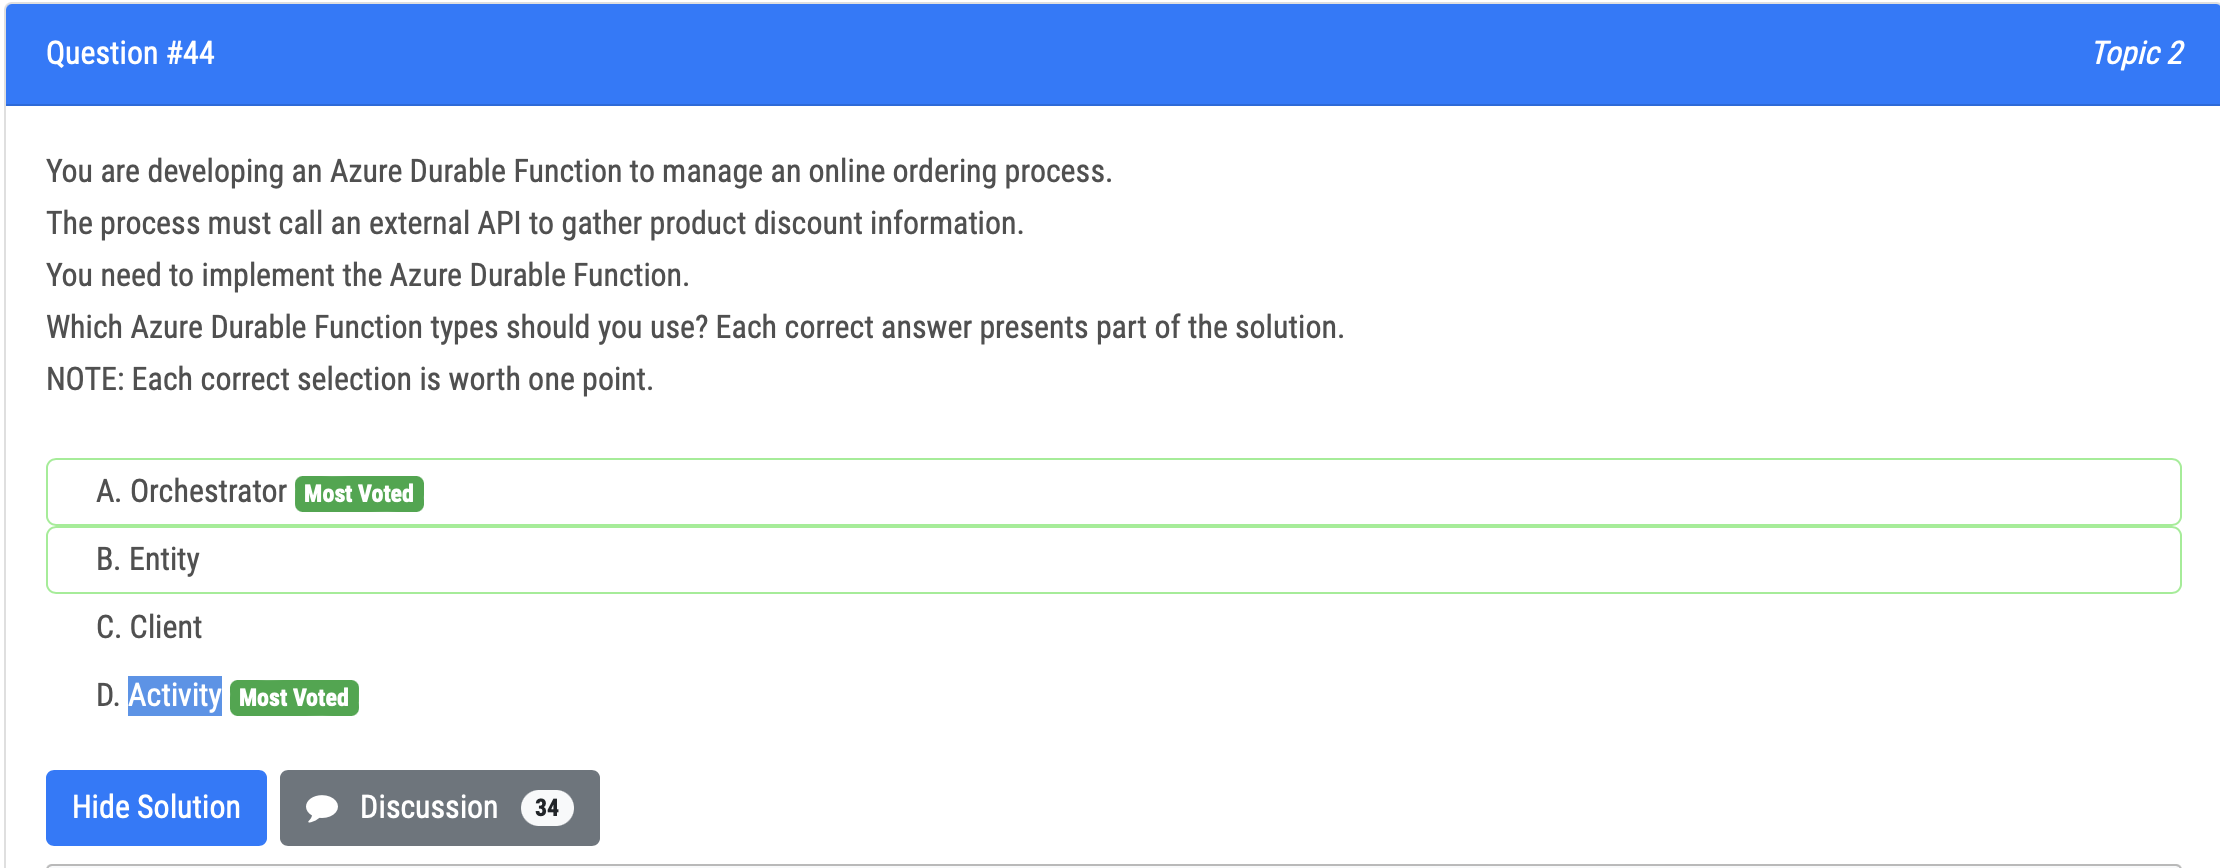 Question #44
Topic 2
You are developing an Azure Durable Function to manage an online ordering process.
The process must call an external API to gather product discount information.
You need to implement the Azure Durable Function.
Which Azure Durable Function types should you use? Each correct answer presents part of the solution.
NOTE: Each correct selection is worth one point.
A. Orchestrator Most Voted
B. Entity
C. Client
D. Activity Most Voted
Hide Solution
Discussion 34